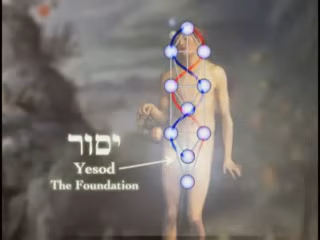 יסוד
Yesod
The Foundation